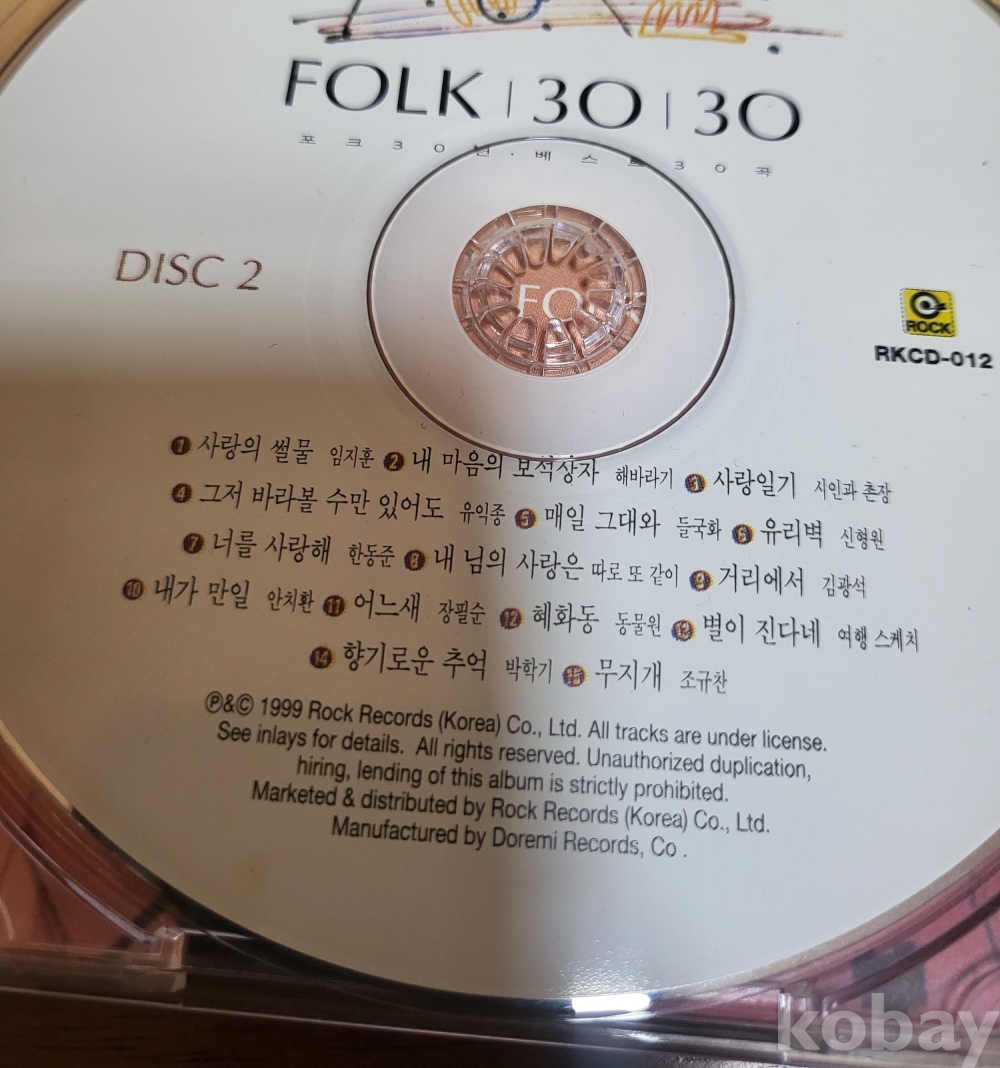 FOLK | 30 | 30
포크30년·베스트30곡
DISC 2
FO
ROCK
RKCD-012
1 사랑의 썰물 임지훈 2 내 마음의 보석상자 해바라기 3 사랑일기 시인과 촌장
4 그저 바라볼 수만 있어도 유익종 5 매일 그대와 들국화 6 유리벽 신형원
7 너를 사랑해 한동준 8 내 님의 사랑은 따로 또 같이 9 거리에서 김광석
10 내가 만일 안치환 11 어느새 장필순 12 혜화동 동물원 13 별이 진다네 여행 스케치
14 향기로운 추억 박학기 15 무지개 조규찬
℗&© 1999 Rock Records (Korea) Co., Ltd. All tracks are under license.
See inlays for details. All rights reserved. Unauthorized duplication,
hiring, lending of this album is strictly prohibited.
Marketed & distributed by Rock Records (Korea) Co., Ltd.
Manufactured by Doremi Records, Co .
kobay